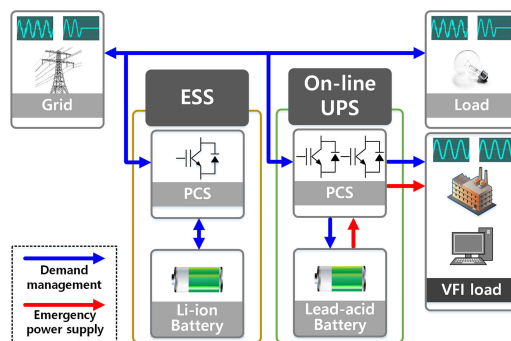 Grid
ESS
On-line
UPS
Load
PCS
PCS
Li-ion
Battery
Lead-acid
Battery
VFI load
Demand
management
Emergency
power supply